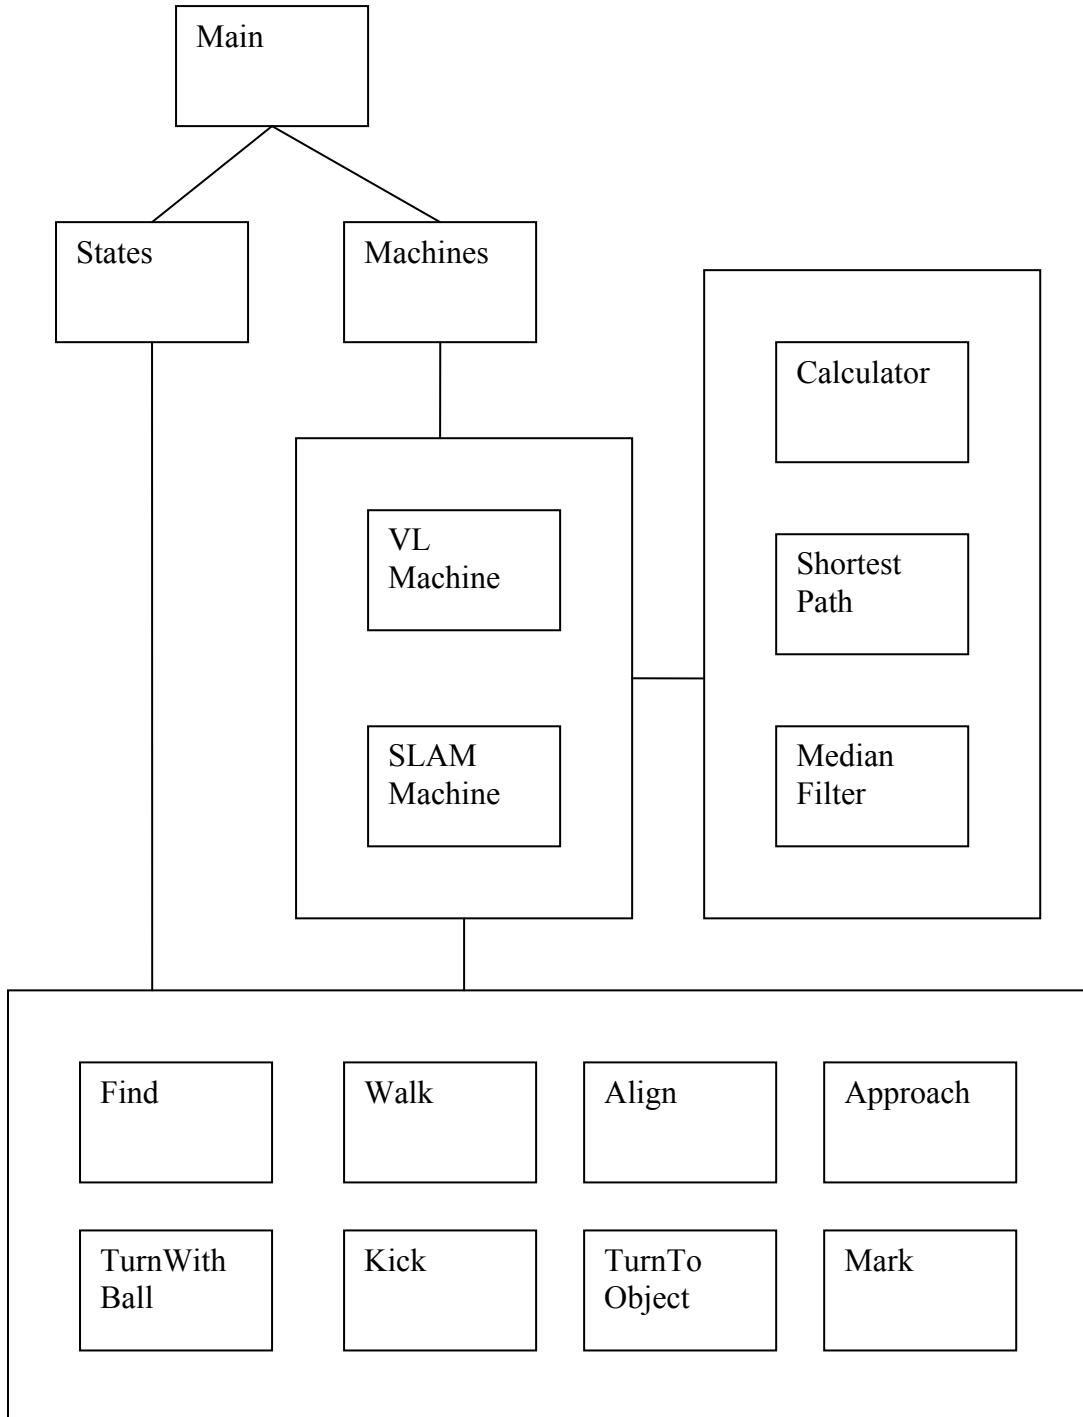 Main
States
Machines
Calculator
VL
Machine
Shortest
Path
SLAM
Machine
Median
Filter
Find
Walk
Align
Approach
TurnWith
Ball
Kick
TurnTo
Object
Mark